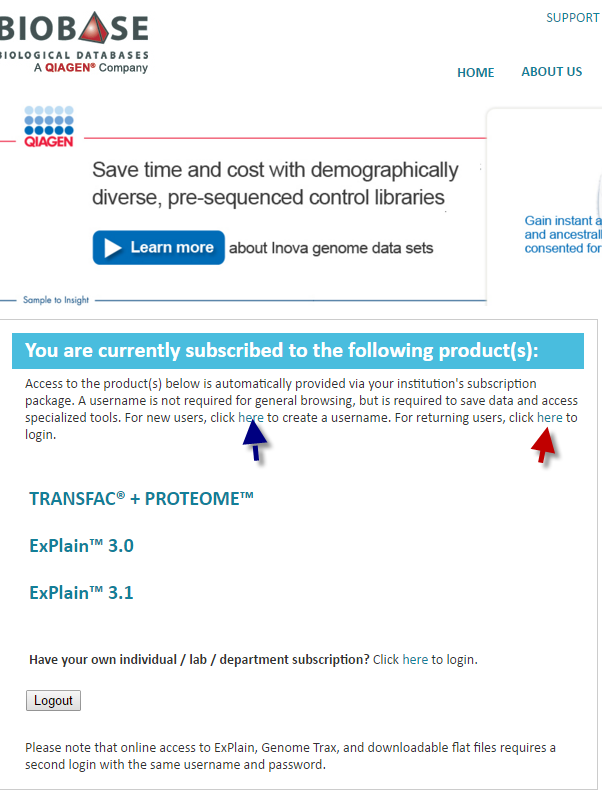 SUPPORT
BIOBASE
BIOLOGICAL DATABASES
A QIAGEN® Company
HOME ABOUT US
QIAGEN
Save time and cost with demographically
diverse, pre-sequenced control libraries
Learn more about Inova genome data sets
Gain instant a
and ancestrall
consented for
Sample to Insight
You are currently subscribed to the following product(s):
Access to the product(s) below is automatically provided via your institution's subscription
package. A username is not required for general browsing, but is required to save data and access
specialized tools. For new users, click here to create a username. For returning users, click here to
login.
TRANSFAC® + PROTEOME™
ExPlain™ 3.0
ExPlain™ 3.1
Have your own individual / lab / department subscription? Click here to login.
Logout
Please note that online access to ExPlain, Genome Trax, and downloadable flat files requires a
second login with the same username and password.